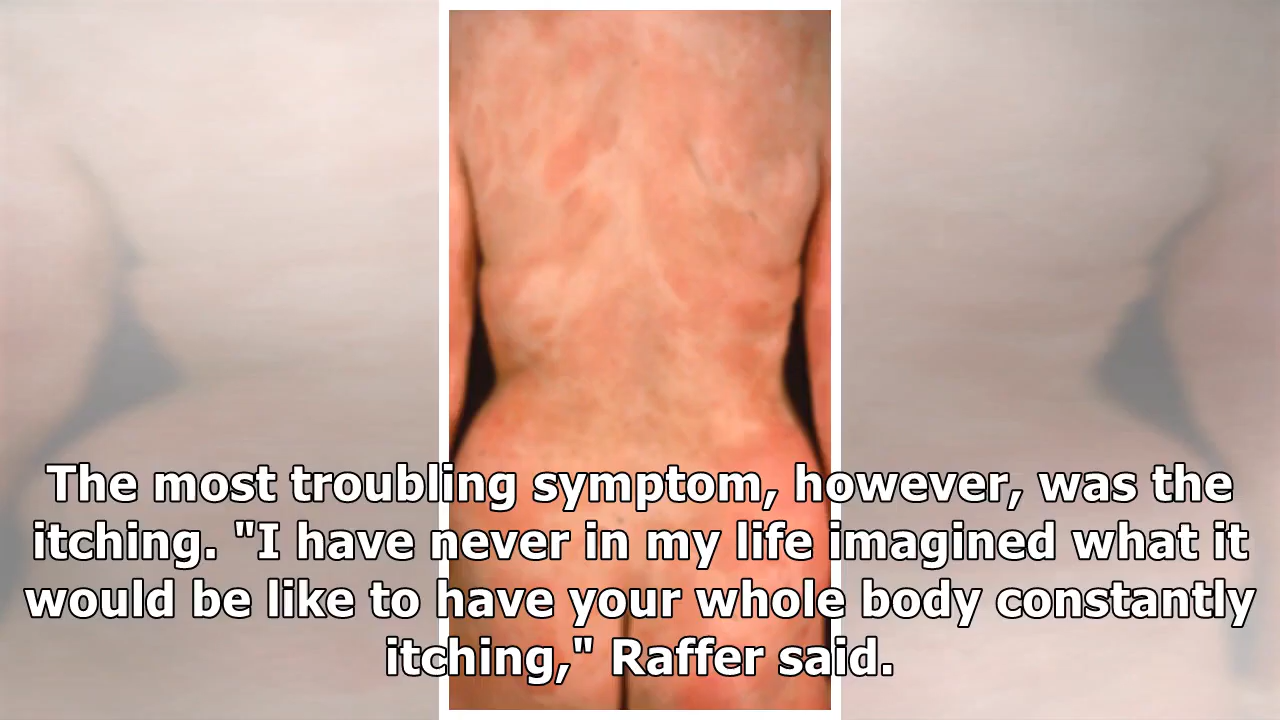 The most troubling symptom, however, was the
itching. "I have never in my life imagined what it
would be like to have your whole body constantly
itching," Raffer said.